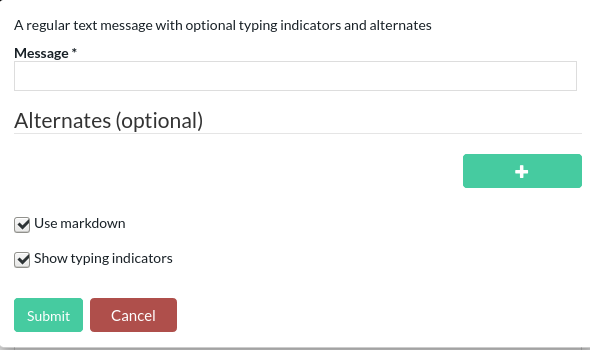 A regular text message with optional typing indicators and alternates
Message *
Alternates (optional)
+
Use markdown
Show typing indicators
Submit Cancel